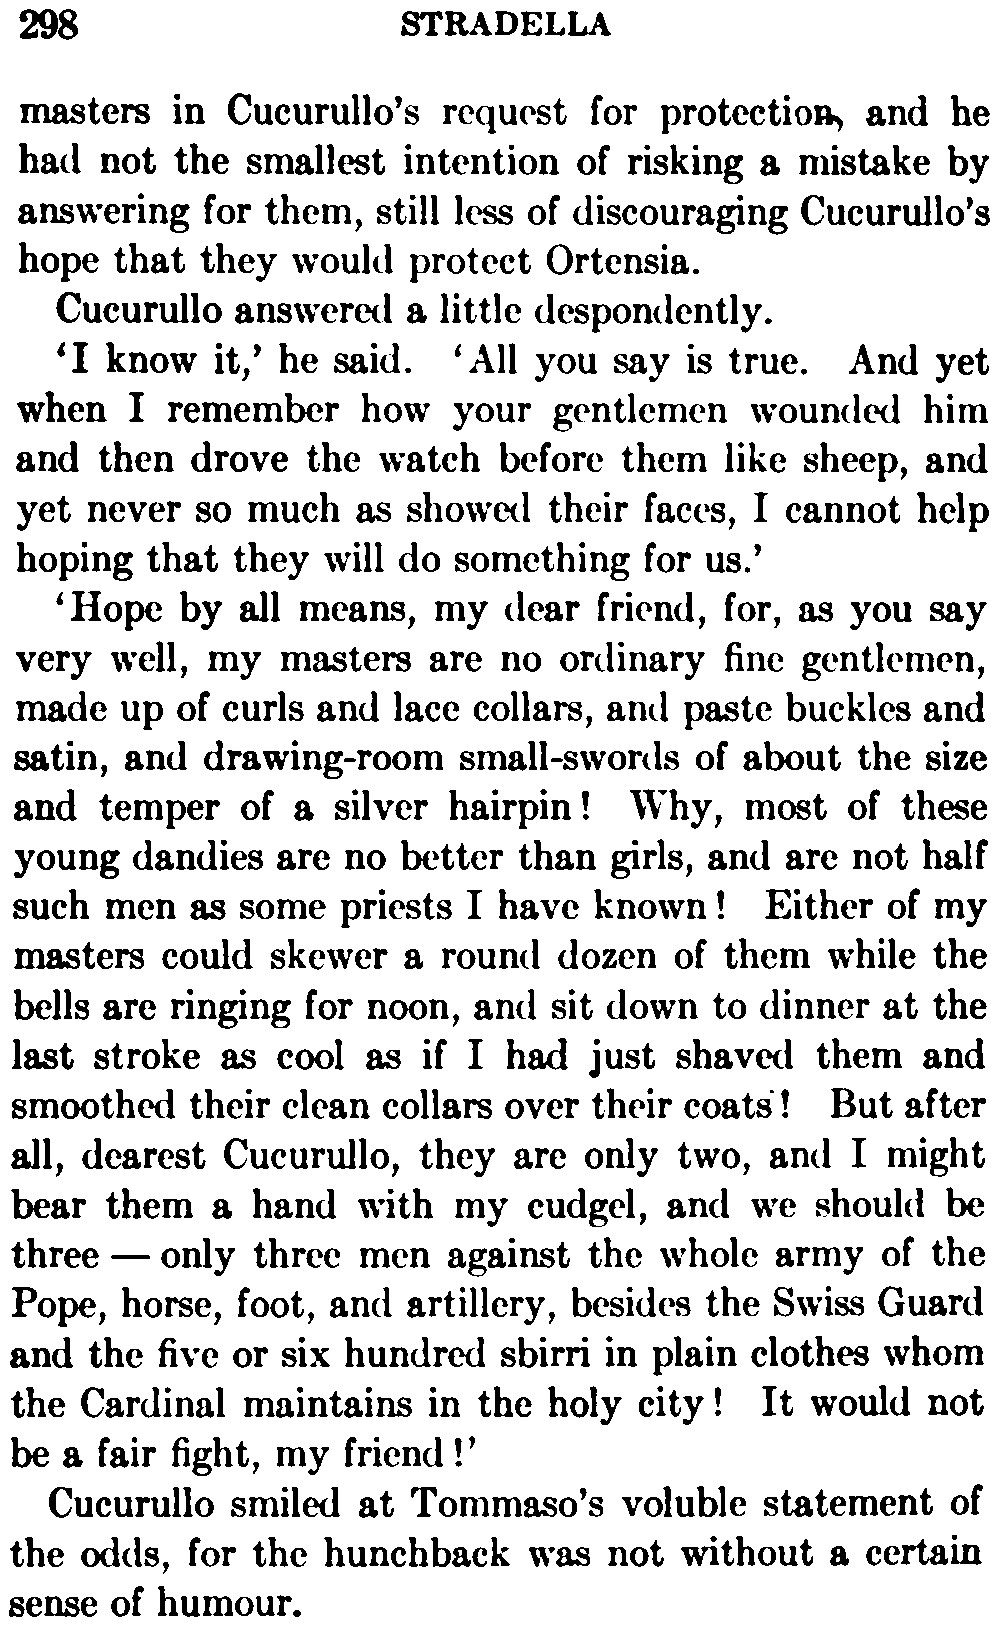 298 STRADELLA
masters in Cucurullo's request for protection, and he
had not the smallest intention of risking a mistake by
answering for them, still less of discouraging Cucurullo's
hope that they would protect Ortensia.
Cucurullo answered a little despondently.
'I know it,' he said. 'All you say is true. And yet
when I remember how your gentlemen wounded him
and then drove the watch before them like sheep, and
yet never so much as showed their faces, I cannot help
hoping that they will do something for us.'
'Hope by all means, my dear friend, for, as you say
very well, my masters are no ordinary fine gentlemen,
made up of curls and lace collars, and paste buckles and
satin, and drawing-room small-swords of about the size
and temper of a silver hairpin! Why, most of these
young dandies are no better than girls, and are not half
such men as some priests I have known! Either of my
masters could skewer a round dozen of them while the
bells are ringing for noon, and sit down to dinner at the
last stroke as cool as if I had just shaved them and
smoothed their clean collars over their coats! But after
all, dearest Cucurullo, they are only two, and I might
bear them a hand with my cudgel, and we should be
three — only three men against the whole army of the
Pope, horse, foot, and artillery, besides the Swiss Guard
and the five or six hundred sbirri in plain clothes whom
the Cardinal maintains in the holy city! It would not
be a fair fight, my friend!'
Cucurullo smiled at Tommaso's voluble statement of
the odds, for the hunchback was not without a certain
sense of humour.